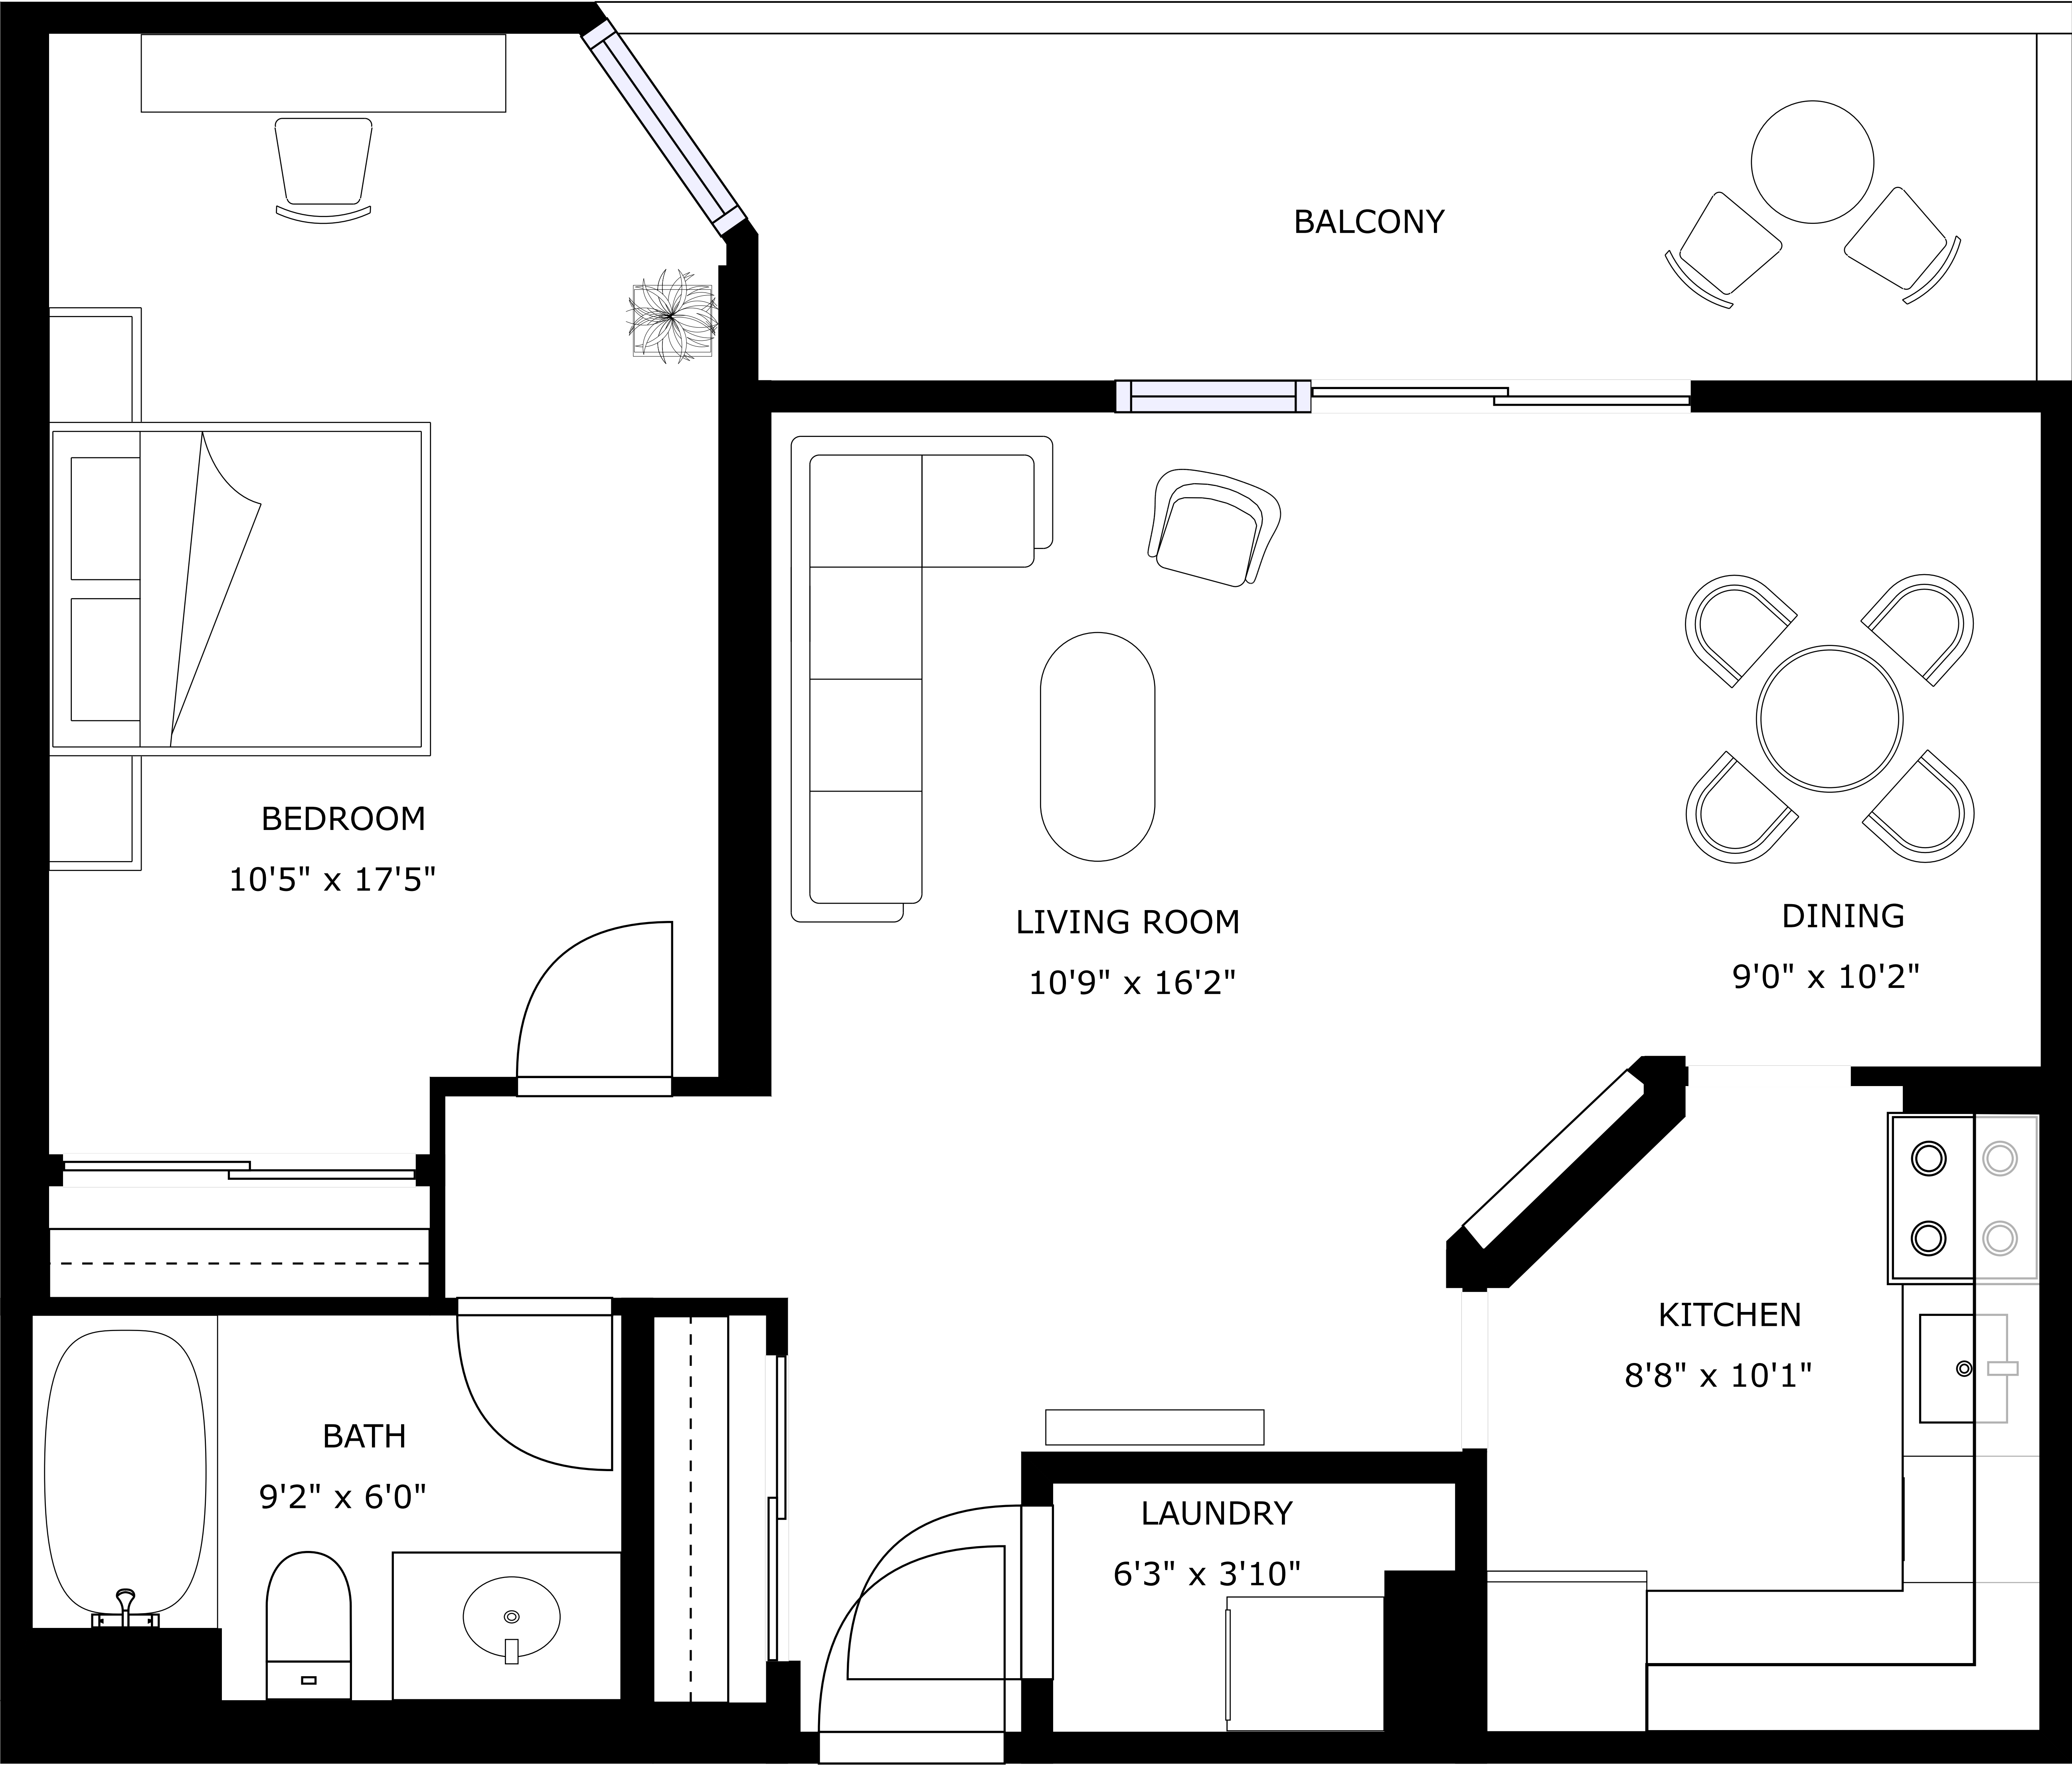 BALCONY
BEDROOM
10'5" x 17'5"
LIVING ROOM
10'9" x 16'2"
DINING
9'0" x 10'2"
KITCHEN
8'8" x 10'1"
BATH
9'2" x 6'0"
LAUNDRY
6'3" x 3'10"